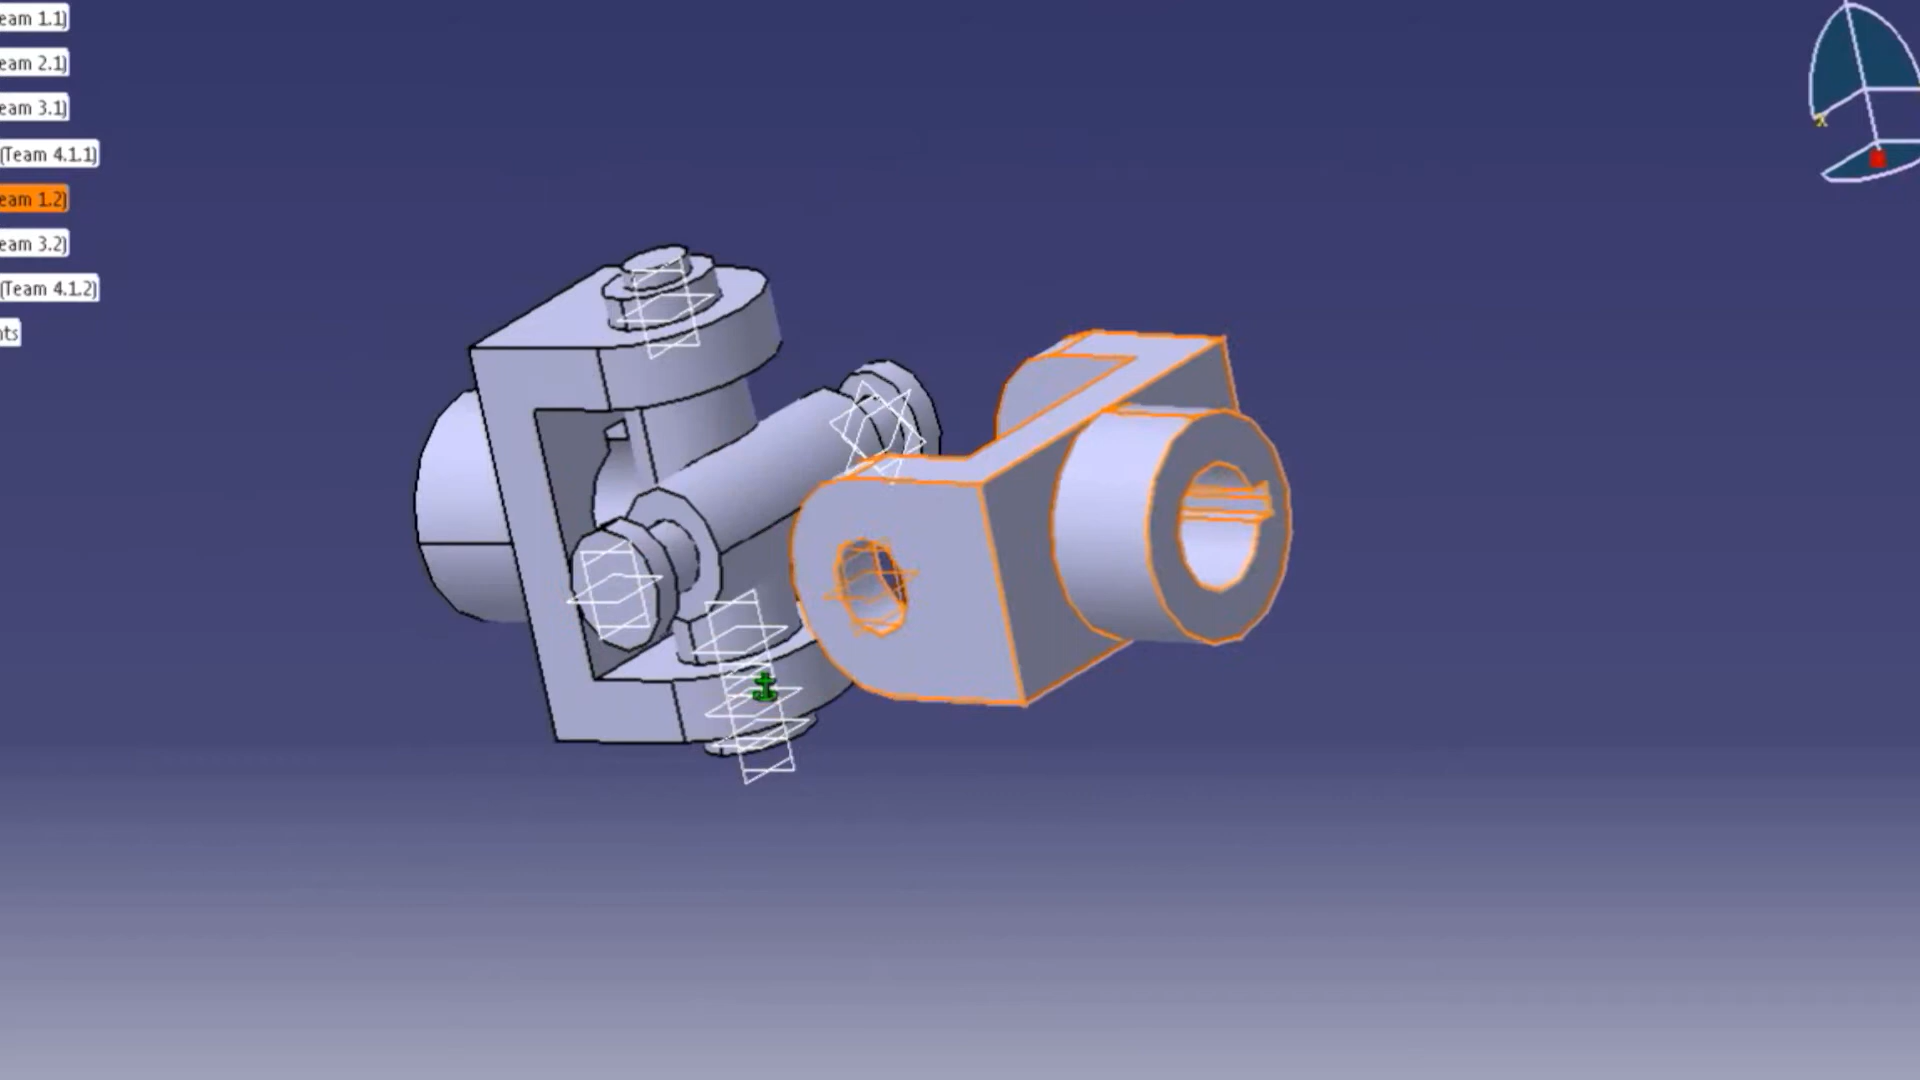 eam 1.1)
eam 2.1)
eam 3.1)
(Team 4.1.1)
eam 1.2)
eam 3.2)
(Team 4.1.2)
nts
x